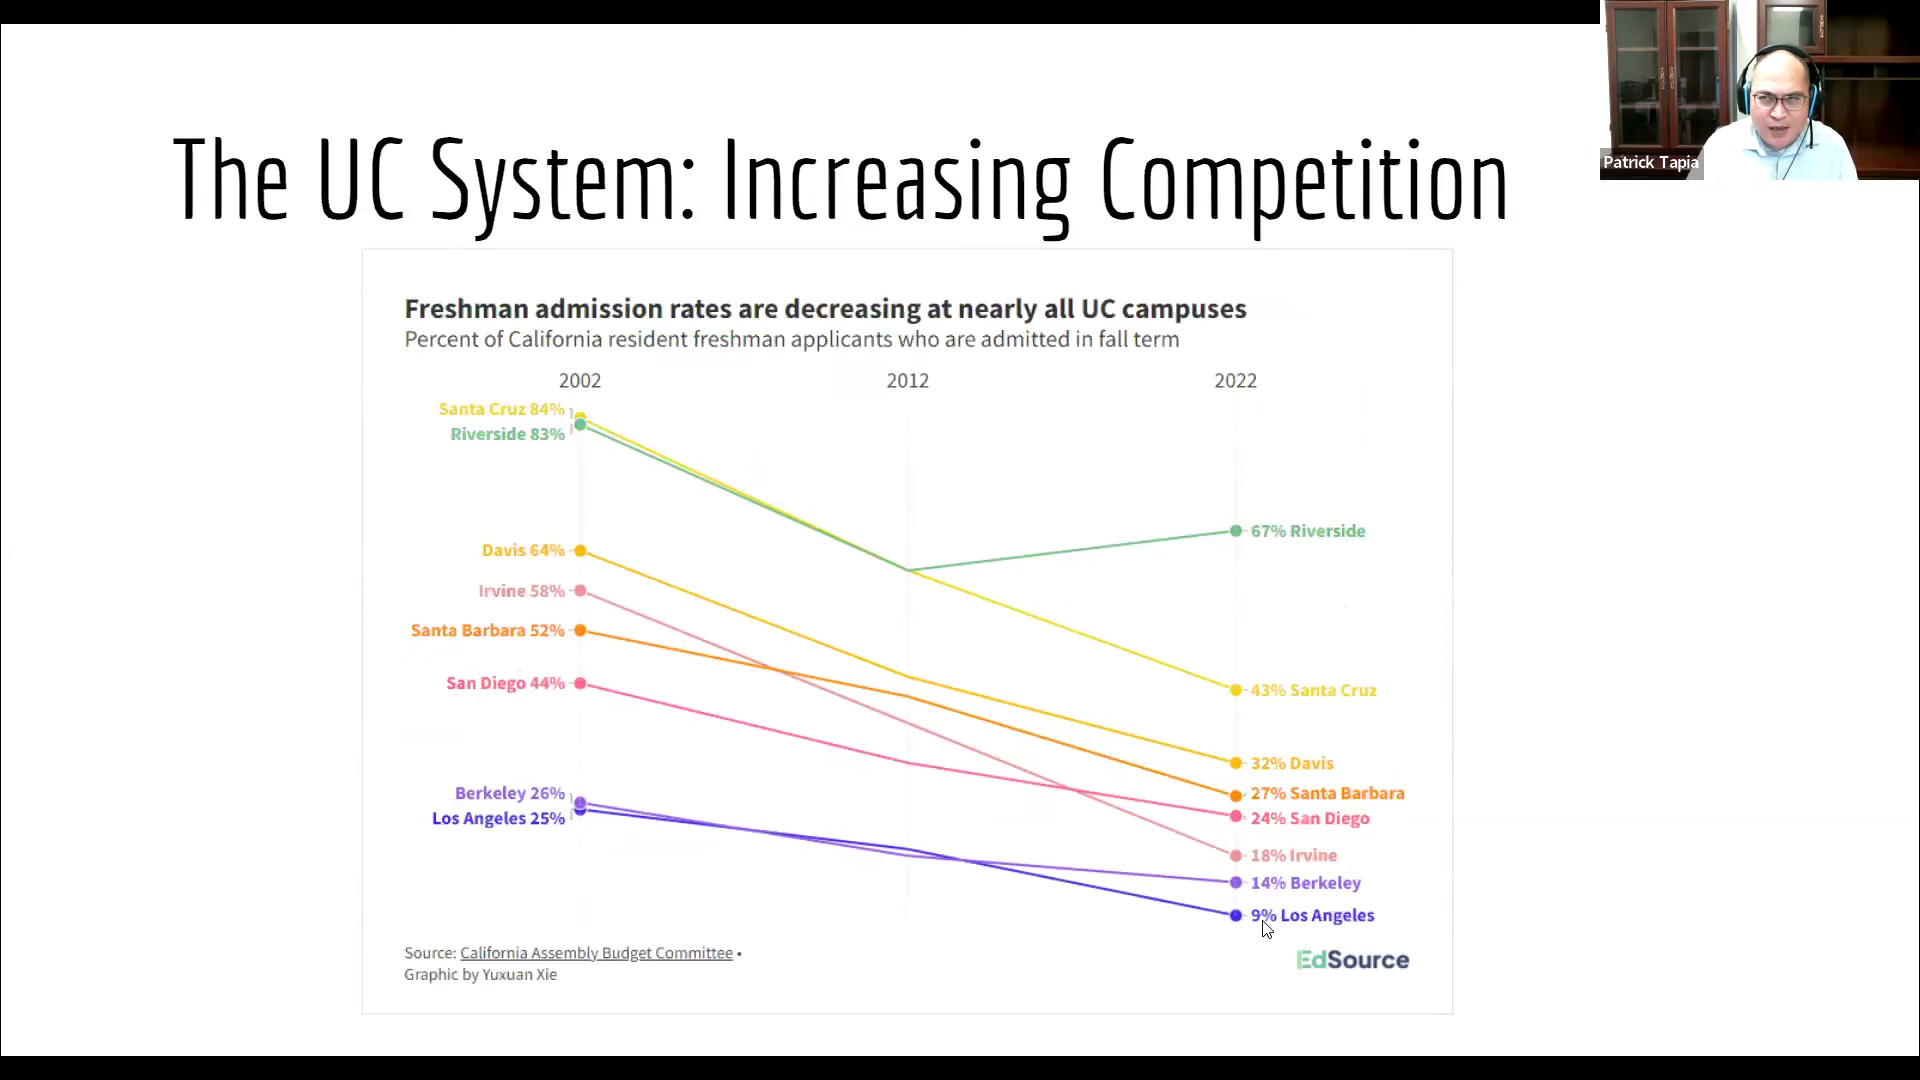 Patrick Tapia
The UC System: Increasing Competition
Freshman admission rates are decreasing at nearly all UC campuses
Percent of California resident freshman applicants who are admitted in fall term
2002 2012 2022
Santa Cruz 84%
Riverside 83%
67% Riverside
Davis 64%
Irvine 58%
Santa Barbara 52%
San Diego 44%
43% Santa Cruz
32% Davis
Berkeley 26%
27% Santa Barbara
Los Angeles 25%
24% San Diego
18% Irvine
14% Berkeley
9% Los Angeles
Source: California Assembly Budget Committee •
Graphic by Yuxuan Xie
EdSource